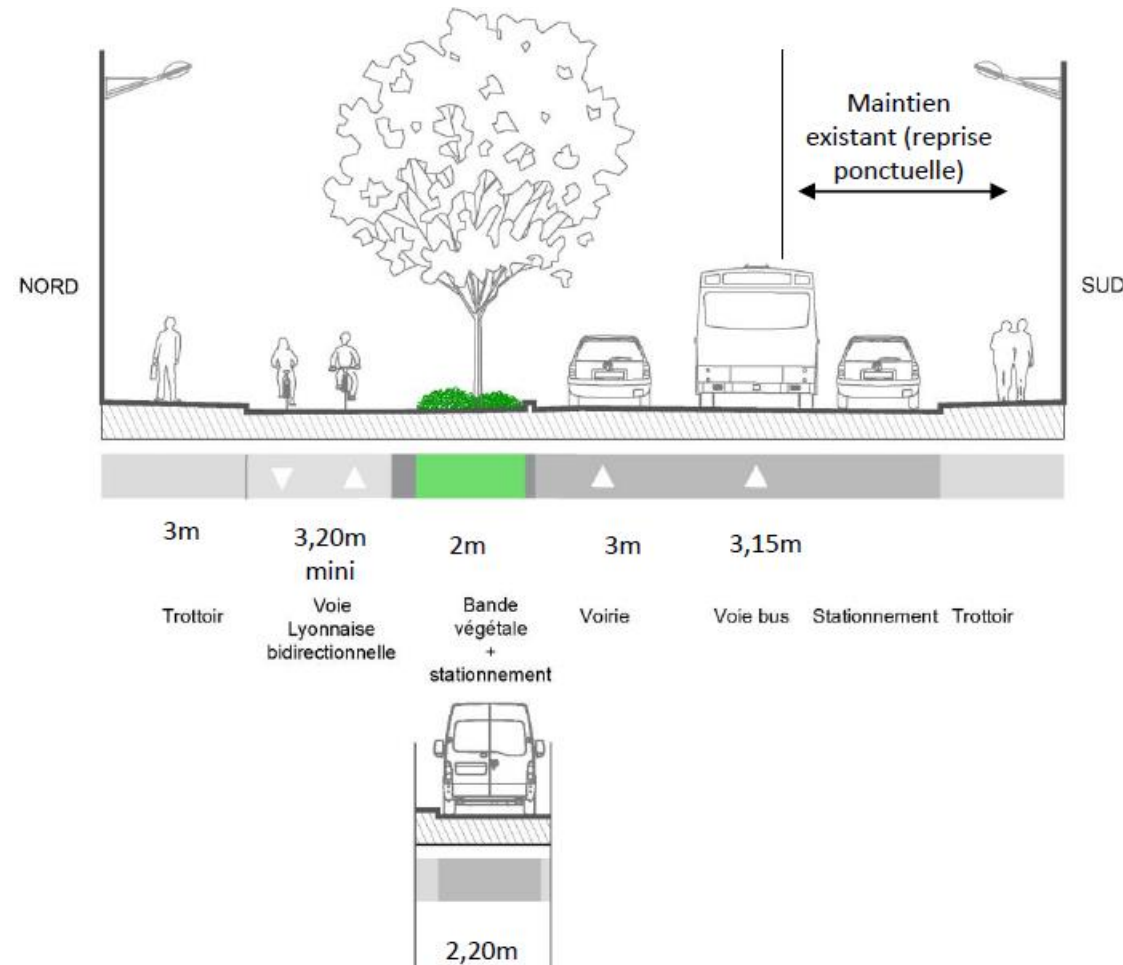 Maintien
existant (reprise
ponctuelle)
NORD
SUD
3m
3,20m
mini
2m
3m
3,15m
Trottoir
Voie
Lyonnaise
bidirectionnelle
Bande
végétale
+
stationnement
Voirie
Voie bus
Stationnement
Trottoir
2,20m